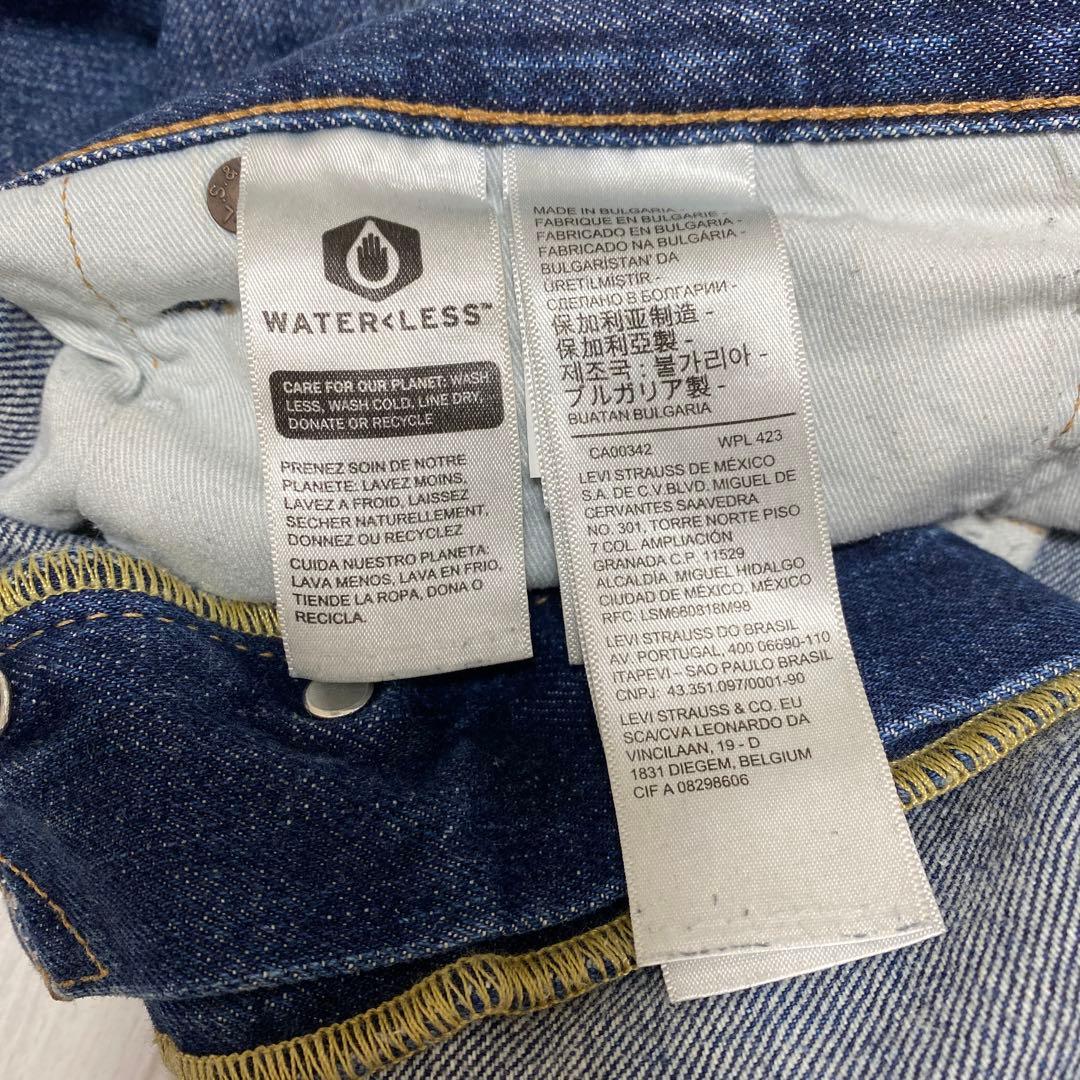 L.S.&
WATER<LESS™
CARE FOR OUR PLANET: WASH
LESS, WASH COLD, LINE DRY,
DONATE OR RECYCLE
PRENEZ SOIN DE NOTRE
PLANETE: LAVEZ MOINS,
LAVEZ A FROID, LAISSEZ
SECHER NATURELLEMENT,
DONNEZ OU RECYCLEZ
CUIDA NUESTRO PLANETA:
LAVA MENOS, LAVA EN FRIO,
TIENDE LA ROPA, DONA O
RECICLA.
MADE IN BULGARIA -
FABRIQUE EN BULGARIE -
FABRICADO EN BULGARIA -
FABRICADO NA BULGÁRIA -
BULGARİSTAN' DA
ÜRETILMIŞTIR -
СДЕЛАНО В БОЛГАРИИ -
保加利亚制造 -
保加利亞製 -
제조국 : 불가리아 -
ブルガリア製 -
BUATAN BULGARIA
CA00342 WPL 423
LEVI STRAUSS DE MÉXICO
S.A. DE C.V.BLVD. MIGUEL DE
CERVANTES SAAVEDRA
NO. 301, TORRE NORTE PISO
7 COL. AMPLIACIÓN
GRANADA C.P. 11529
ALCALDÍA, MIGUEL HIDALGO
CIUDAD DE MÉXICO, MÉXICO
RFC: LSM660818M98
LEVI STRAUSS DO BRASIL
AV. PORTUGAL, 400 06690-110
ITAPEVI – SAO PAULO BRASIL
CNPJ: 43.351.097/0001-90
LEVI STRAUSS & CO. EU
SCA/CVA LEONARDO DA
VINCILAAN, 19 - D
1831 DIEGEM, BELGIUM
CIF A 08298606